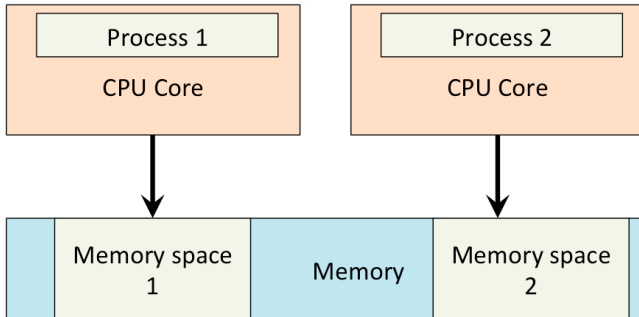 Process 1
CPU Core
Process 2
CPU Core
Memory space
1
Memory
Memory space
2